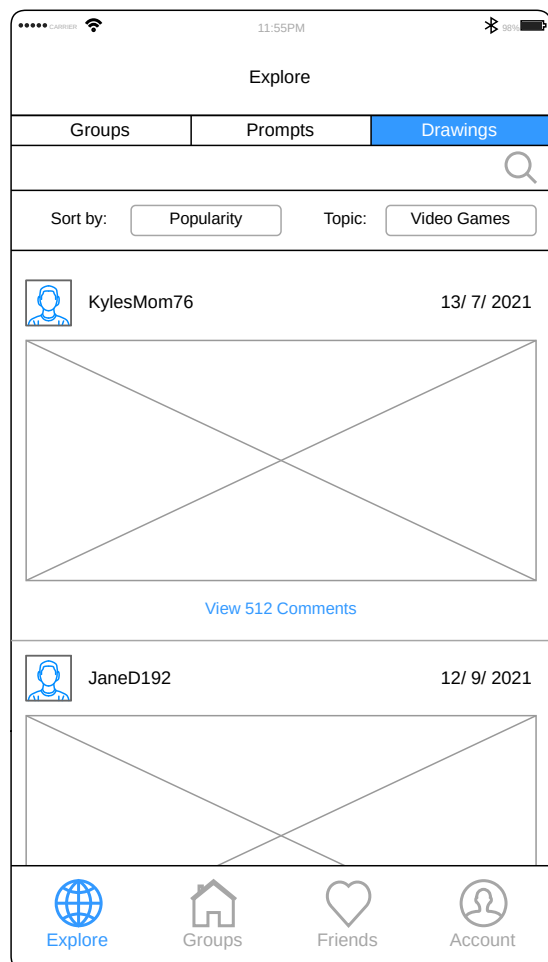 CARRIER 11:55PM 98%
Explore
Groups Prompts Drawings
Sort by: Popularity Topic: Video Games
KylesMom76 13/ 7/ 2021
View 512 Comments
JaneD192 12/ 9/ 2021
Explore Groups Friends Account